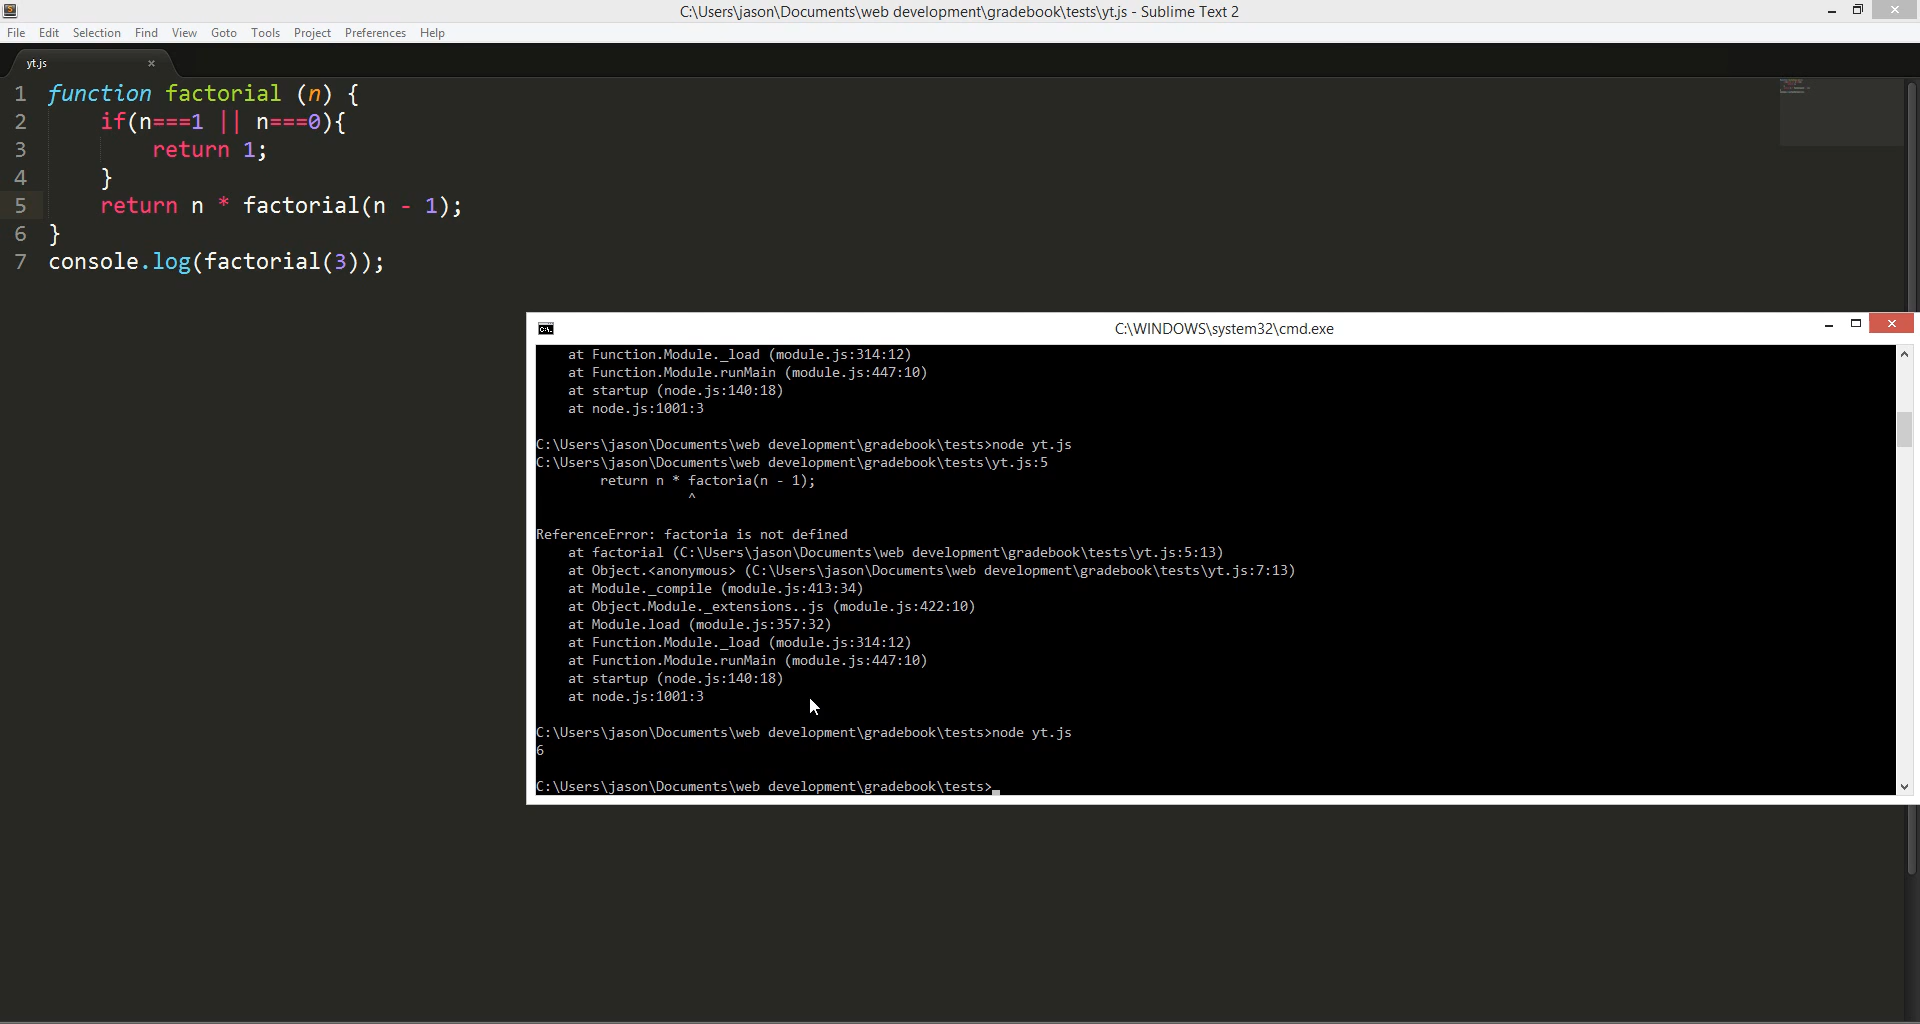 C:\Users\jason\Documents\web development\gradebook\tests\yt.js - Sublime Text 2
File Edit Selection Find View Goto Tools Project Preferences Help
yt.js
1 function factorial (n) {
2 if(n===1 || n===0){
3 return 1;
4 }
5 return n * factorial(n - 1);
6 }
7 console.log(factorial(3));
C:\WINDOWS\system32\cmd.exe
at Function.Module._load (module.js:314:12)
at Function.Module.runMain (module.js:447:10)
at startup (node.js:140:18)
at node.js:1001:3
C:\Users\jason\Documents\web development\gradebook\tests>node yt.js
C:\Users\jason\Documents\web development\gradebook\tests\yt.js:5
return n * factoria(n - 1);
^
ReferenceError: factoria is not defined
at factorial (C:\Users\jason\Documents\web development\gradebook\tests\yt.js:5:13)
at Object.<anonymous> (C:\Users\jason\Documents\web development\gradebook\tests\yt.js:7:13)
at Module._compile (module.js:413:34)
at Object.Module._extensions..js (module.js:422:10)
at Module.load (module.js:357:32)
at Function.Module._load (module.js:314:12)
at Function.Module.runMain (module.js:447:10)
at startup (node.js:140:18)
at node.js:1001:3
C:\Users\jason\Documents\web development\gradebook\tests>node yt.js
6
C:\Users\jason\Documents\web development\gradebook\tests>